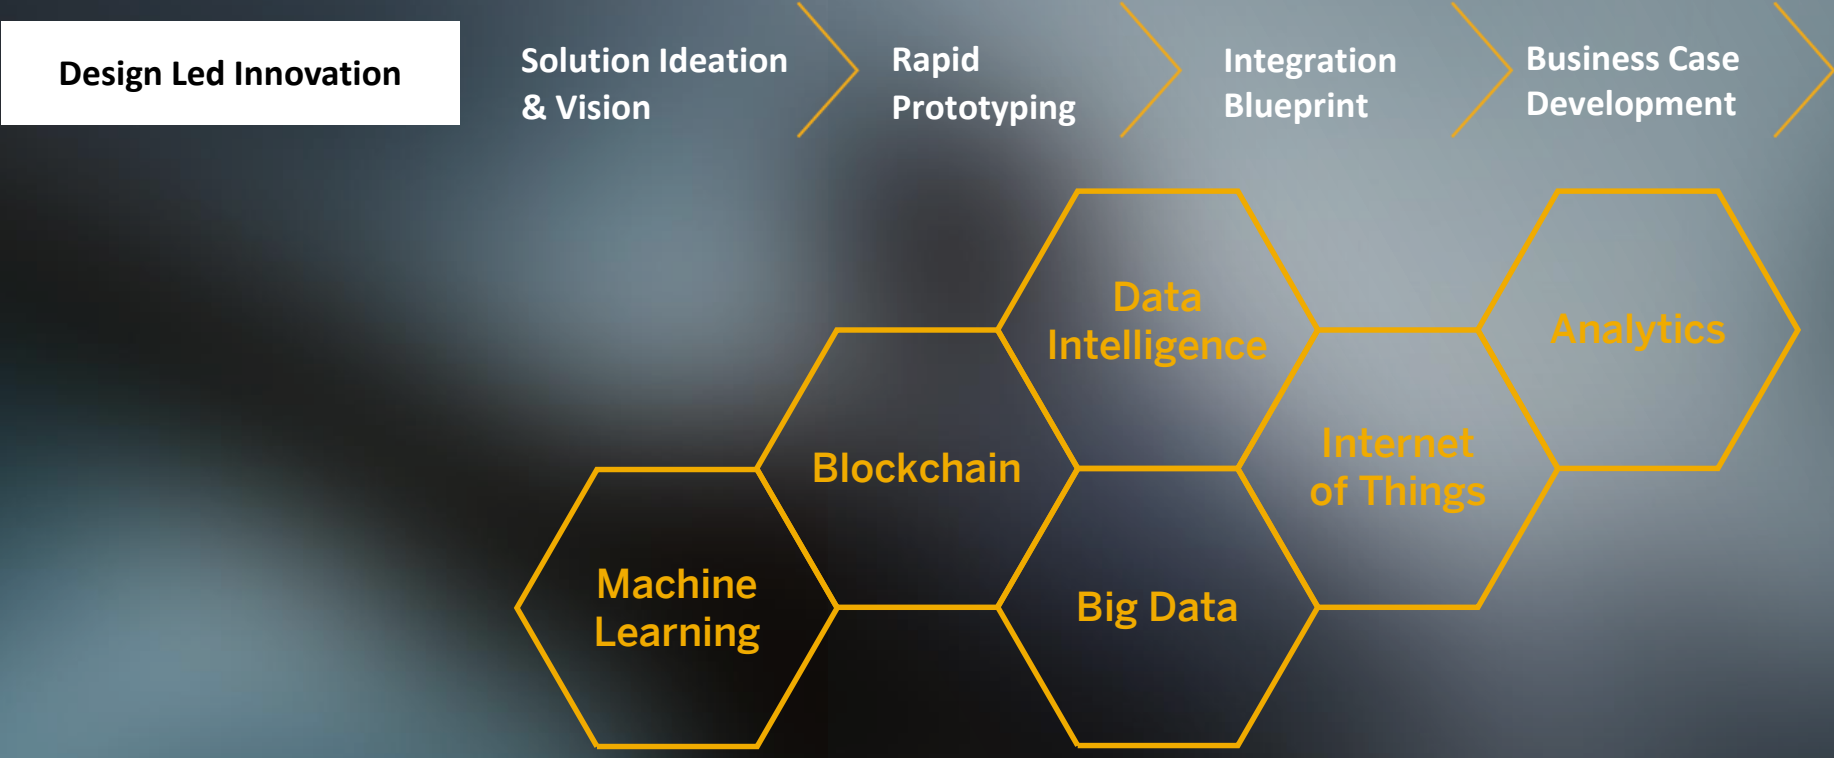 Design Led Innovation
Solution Ideation
& Vision
Rapid
Prototyping
Integration
Blueprint
Business Case
Development
Data
Intelligence
Analytics
Blockchain
Internet
of Things
Machine
Learning
Big Data